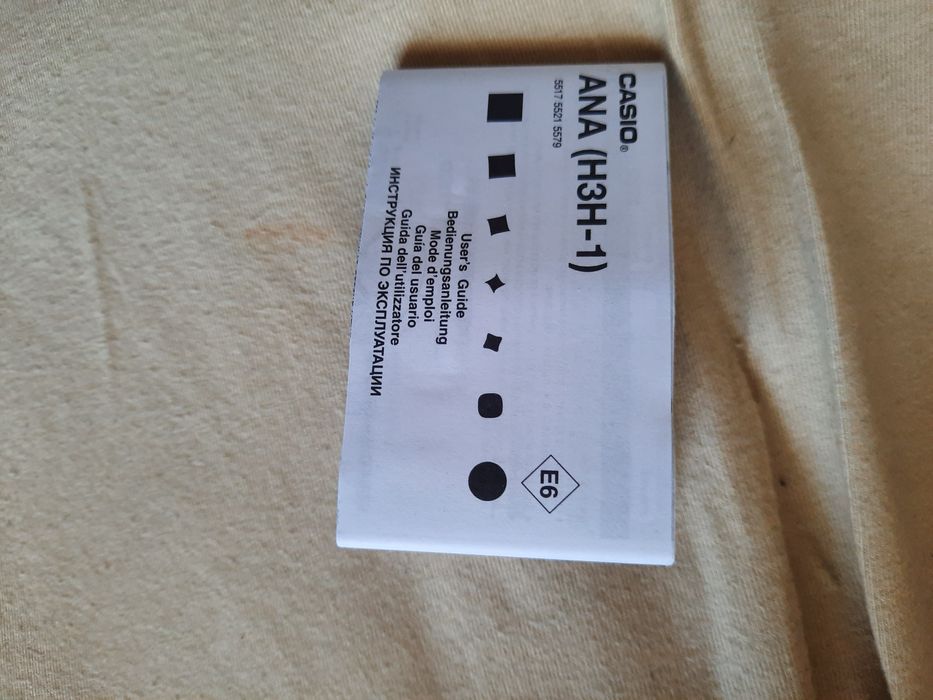 CASIO®
ANA (H3H-1)
5517 5521 5579
E6
User's Guide
Bedienungsanleitung
Mode d'emploi
Guía del usuario
Guida dell'utilizzatore
ИНСТРУКЦИЯ ПО ЭКСПЛУАТАЦИИ